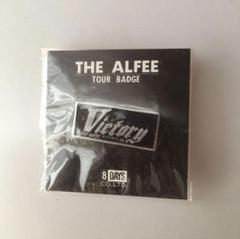 THE ALFEE
TOUR BADGE
Victory
8 DAYS
CO.LTD.